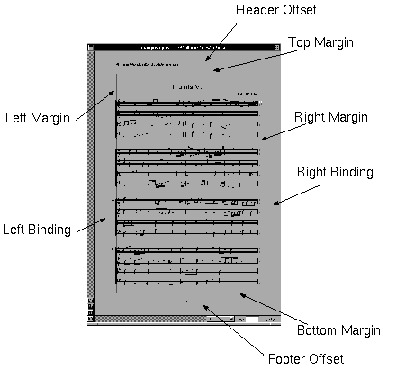 Header Offset
Top Margin
Left Margin
Right Margin
Right Binding
Left Binding
Bottom Margin
Footer Offset